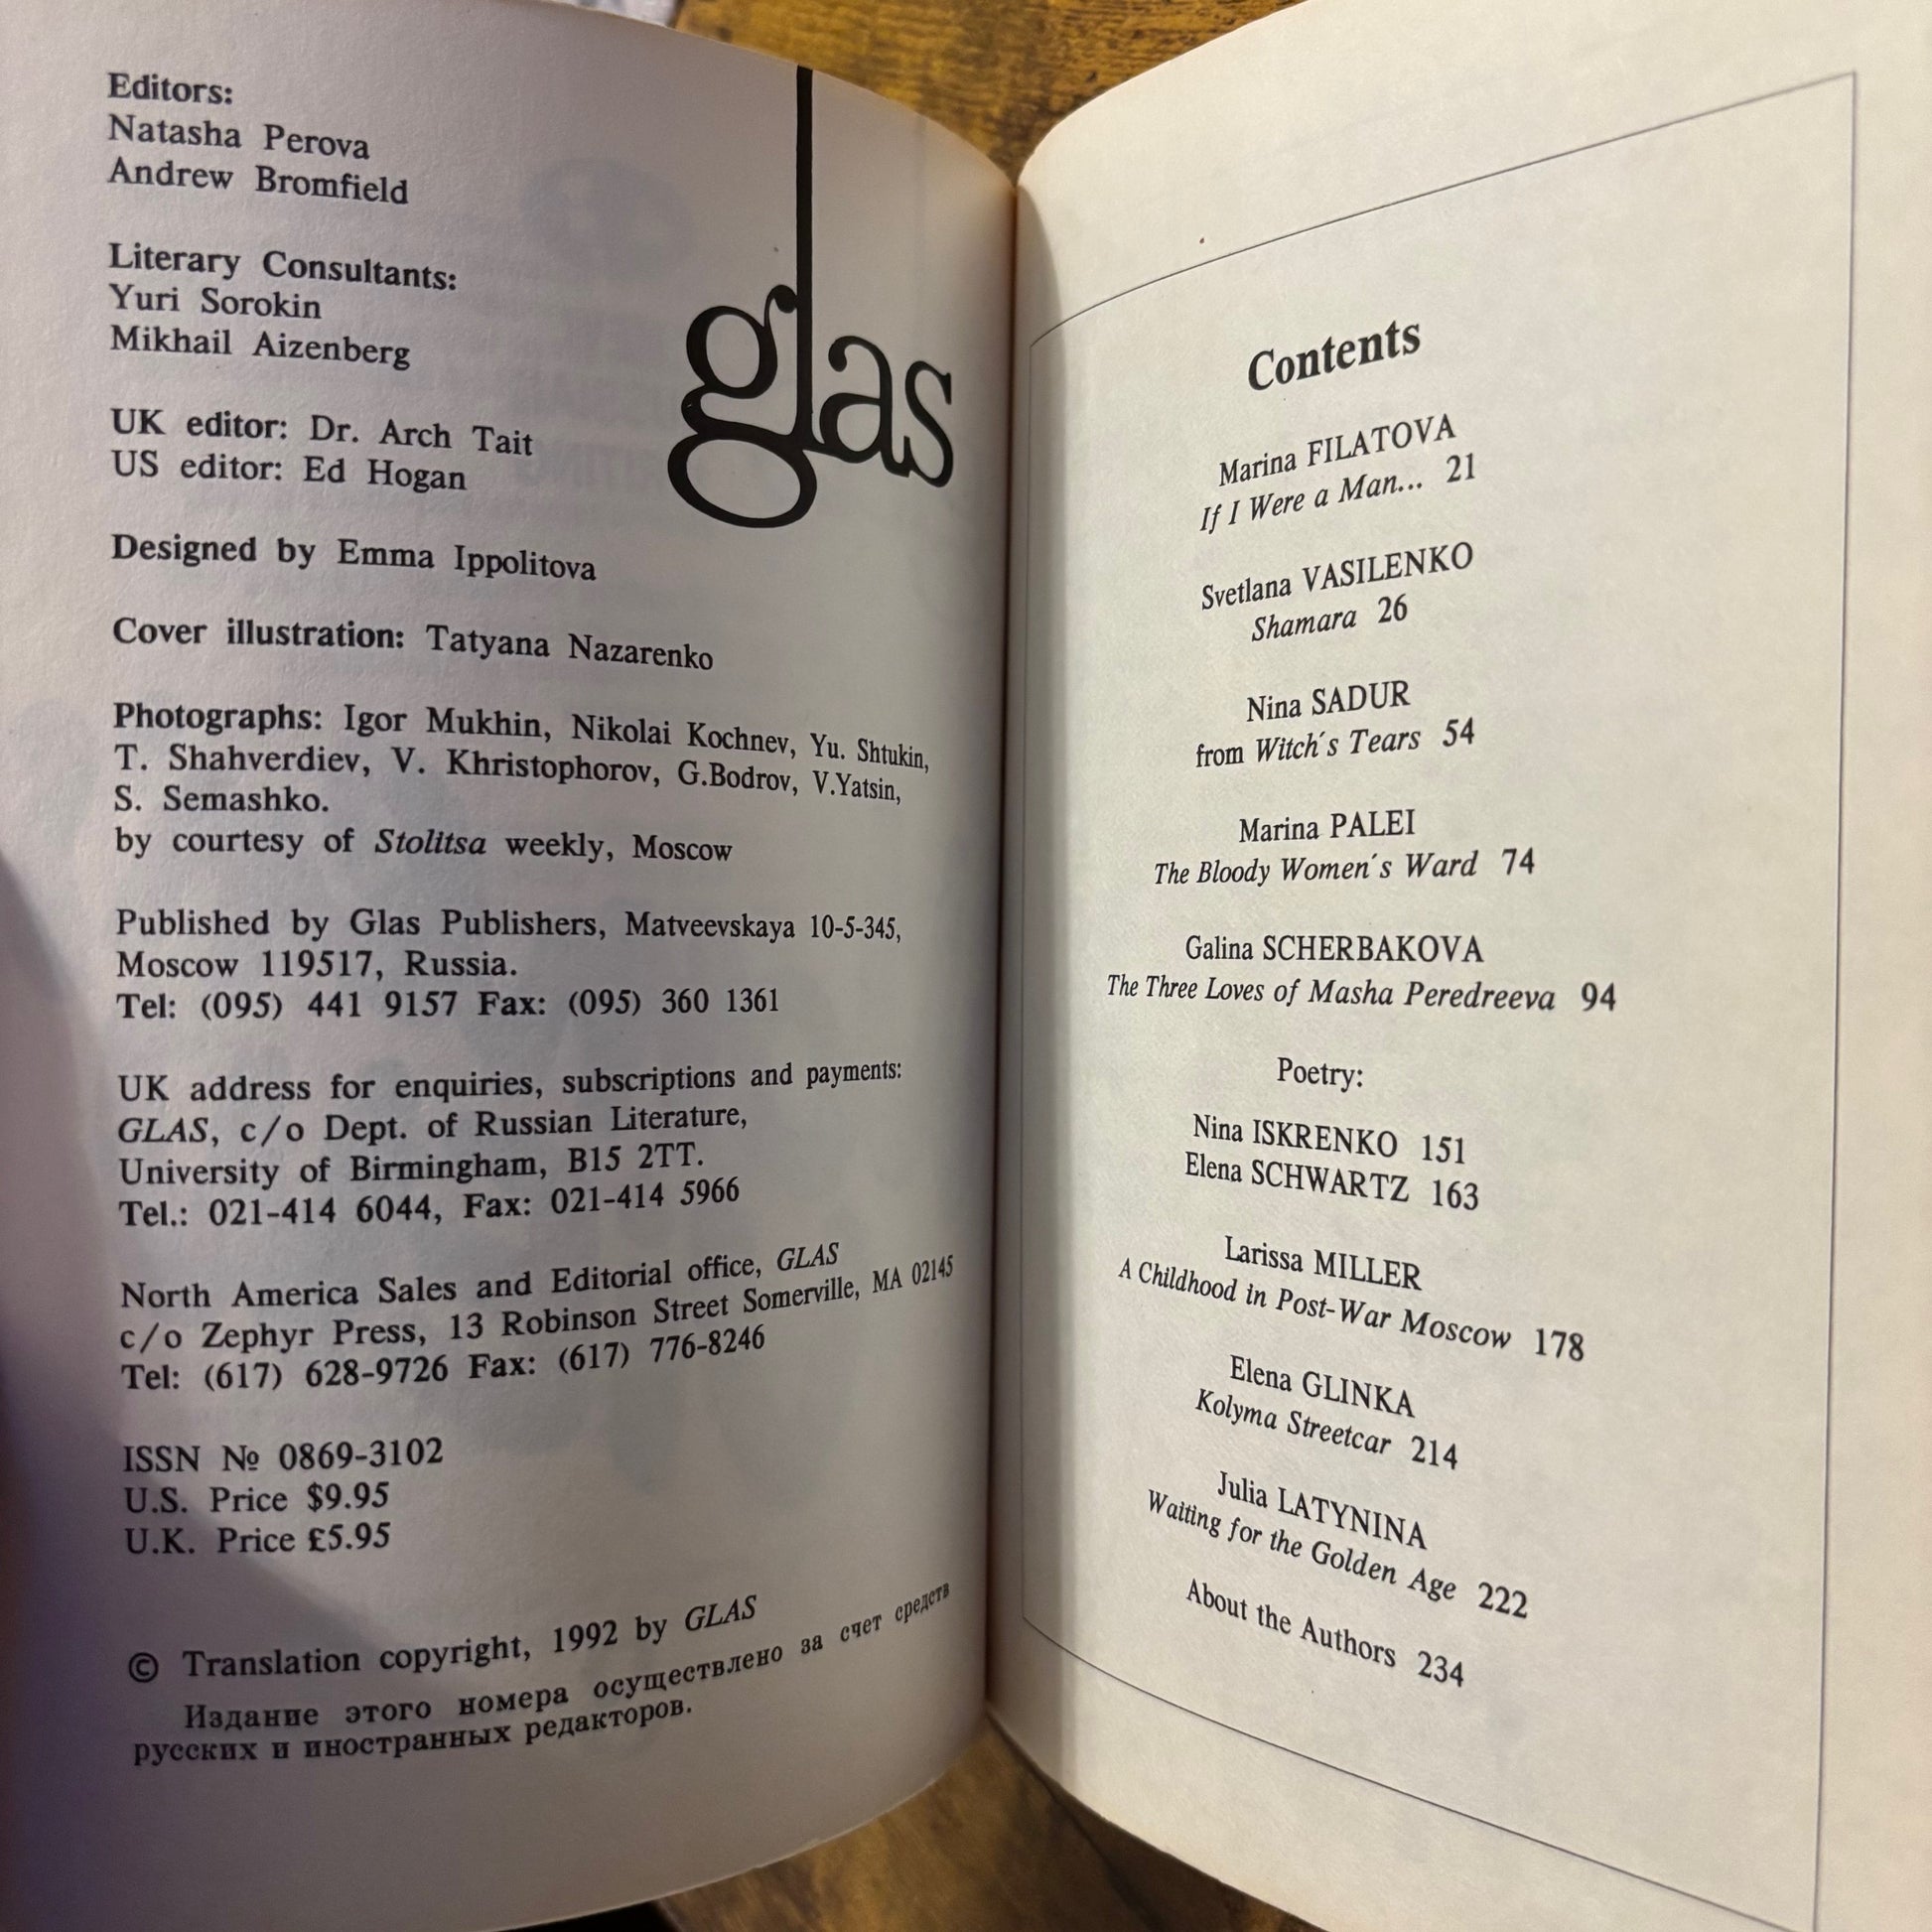 Editors:
Natasha Perova
Andrew Bromfield
Literary Consultants:
Yuri Sorokin
Mikhail Aizenberg
UK editor: Dr. Arch Tait
US editor: Ed Hogan
glas
Designed by Emma Ippolitova
Cover illustration: Tatyana Nazarenko
Photographs: Igor Mukhin, Nikolai Kochnev, Yu. Shtukin,
T. Shahverdiev, V. Khristophorov, G.Bodrov, V.Yatsin,
S. Semashko.
by courtesy of Stolitsa weekly, Moscow
Published by Glas Publishers, Matveevskaya 10-5-345,
Moscow 119517, Russia.
Tel: (095) 441 9157 Fax: (095) 360 1361
UK address for enquiries, subscriptions and payments:
GLAS, c/o Dept. of Russian Literature,
University of Birmingham, B15 2TT.
Tel.: 021-414 6044, Fax: 021-414 5966
North America Sales and Editorial office, GLAS
c/o Zephyr Press, 13 Robinson Street Somerville, MA 02145
Tel: (617) 628-9726 Fax: (617) 776-8246
ISSN № 0869-3102
U.S. Price $9.95
U.K. Price £5.95
© Translation copyright, 1992 by GLAS
Издание этого номера осуществлено за счет средств
русских и иностранных редакторов.
Contents
Marina FILATOVA
If I Were a Man... 21
Svetlana VASILENKO
Shamara 26
Nina SADUR
from Witch´s Tears 54
Marina PALEI
The Bloody Women´s Ward 74
Galina SCHERBAKOVA
The Three Loves of Masha Peredreeva 94
Poetry:
Nina ISKRENKO 151
Elena SCHWARTZ 163
Larissa MILLER
A Childhood in Post-War Moscow 178
Elena GLINKA
Kolyma Streetcar 214
Julia LATYNINA
Waiting for the Golden Age 222
About the Authors 234